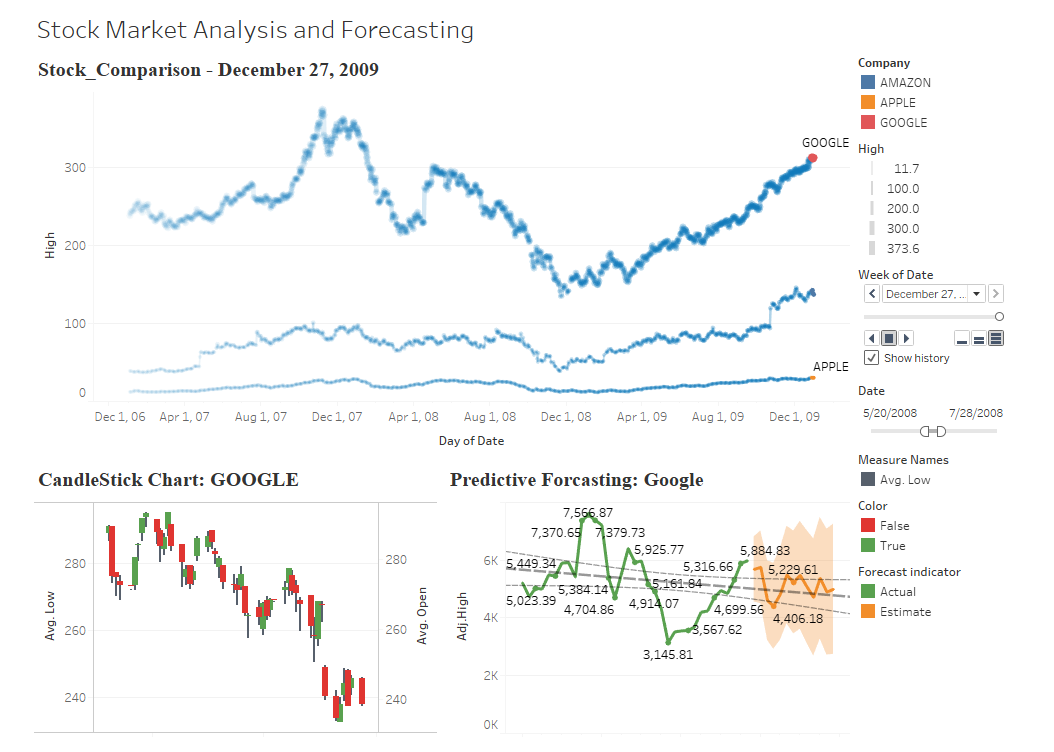 Stock Market Analysis and Forecasting
Stock_Comparison - December 27, 2009
High
300
200
100
0
GOOGLE
APPLE
Dec 1, 06 Apr 1, 07 Aug 1, 07 Dec 1, 07 Apr 1, 08 Aug 1, 08 Dec 1, 08 Apr 1, 09 Aug 1, 09 Dec 1, 09
Day of Date
Company
AMAZON
APPLE
GOOGLE
High
11.7
100.0
200.0
300.0
373.6
Week of Date
December 27, ...
Show history
Date
5/20/2008 7/28/2008
Measure Names
Avg. Low
Color
False
True
Forecast indicator
Actual
Estimate
CandleStick Chart: GOOGLE
Avg. Low
280
260
240
280
260
240
Avg. Open
Predictive Forcasting: Google
Adj.High
6K
4K
2K
0K
7,566.87
7,370.65 7,379.73
5,449.34 5,925.77 5,316.66 5,884.83
5,384.14 5,161.84 5,229.61
5,023.39 4,704.86 4,914.07 4,699.56
4,406.18
3,567.62
3,145.81